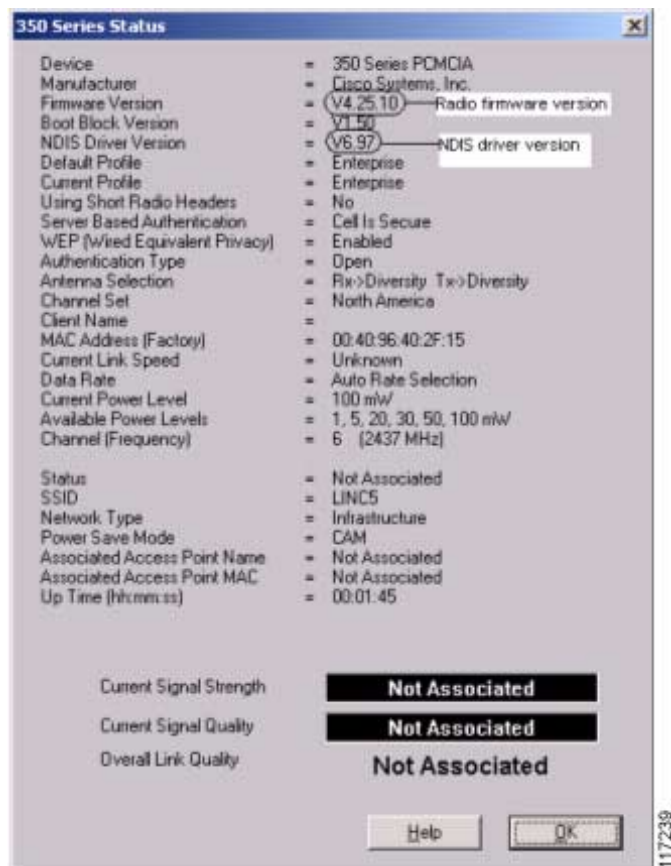 350 Series Status
Device = 350 Series PCMCIA
Manufacturer = Cisco Systems, Inc.
Firmware Version = V4.25.10 Radio firmware version
Boot Block Version = V1.50
NDIS Driver Version = V6.97 NDIS driver version
Default Profile = Enterprise
Current Profile = Enterprise
Using Short Radio Headers = No
Server Based Authentication = Cell Is Secure
WEP (Wired Equivalent Privacy) = Enabled
Authentication Type = Open
Antenna Selection = Rx->Diversity Tx->Diversity
Channel Set = North America
Client Name =
MAC Address (Factory) = 00:40:96:40:2F:15
Current Link Speed = Unknown
Data Rate = Auto Rate Selection
Current Power Level = 100 mW
Available Power Levels = 1, 5, 20, 30, 50, 100 mW
Channel (Frequency) = 6 (2437 MHz)
Status = Not Associated
SSID = LINC5
Network Type = Infrastructure
Power Save Mode = CAM
Associated Access Point Name = Not Associated
Associated Access Point MAC = Not Associated
Up Time (hh:mm:ss) = 00:01:45
Current Signal Strength Not Associated
Current Signal Quality Not Associated
Overall Link Quality Not Associated
Help OK
117239